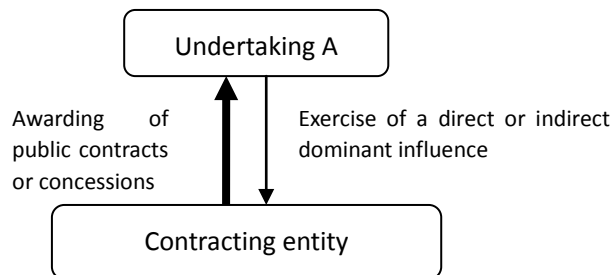 Undertaking A
Awarding of
public contracts
or concessions
Exercise of a direct or indirect
dominant influence
Contracting entity